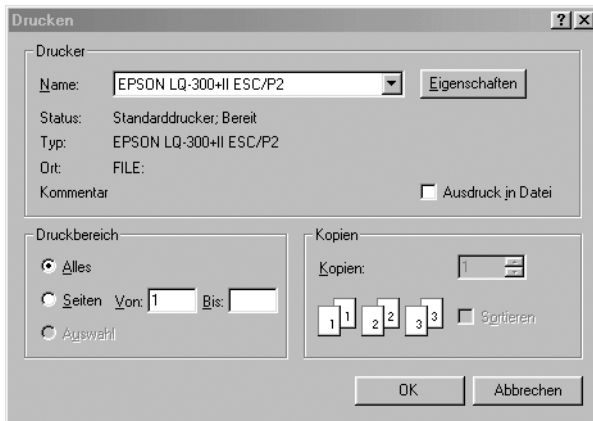 Drucken
Drucker
Name: EPSON LQ-300+II ESC/P2 Eigenschaften
Status: Standarddrucker; Bereit
Typ: EPSON LQ-300+II ESC/P2
Ort: FILE:
Kommentar Ausdruck in Datei
Druckbereich
Alles
Seiten Von: 1 Bis:
Auswahl
Kopien
Kopien: 1
1 1 2 2 3 3 Sortieren
OK Abbrechen